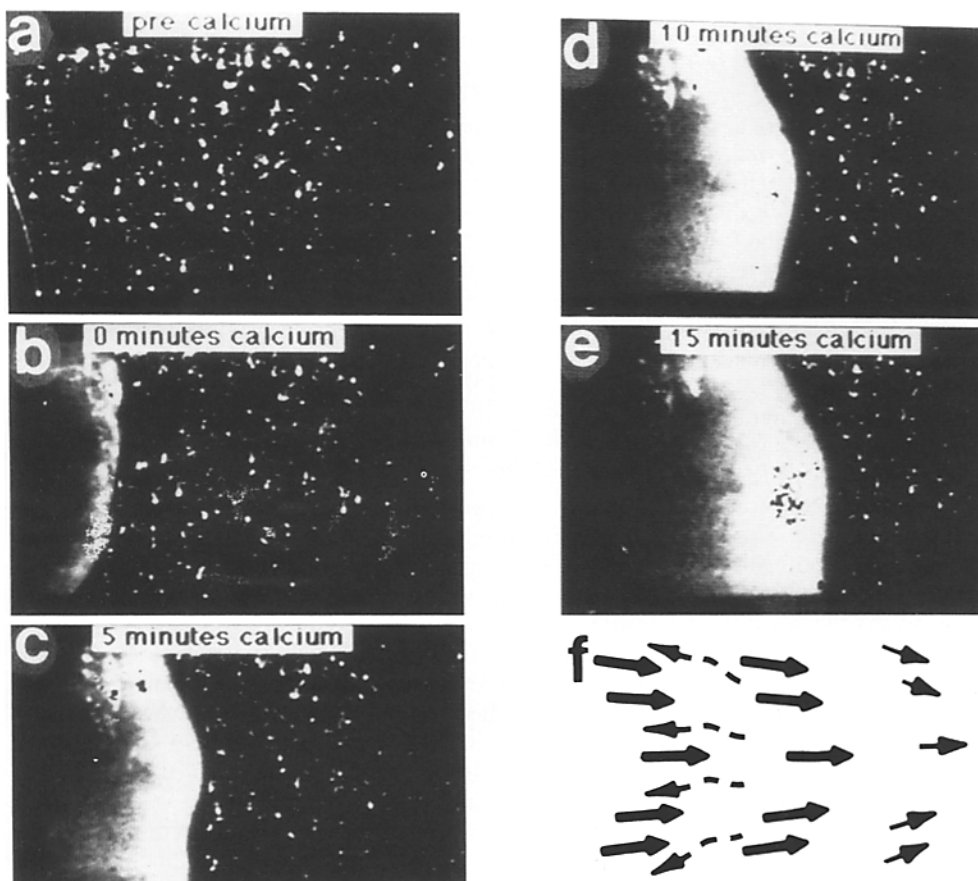 a
pre calcium
b
0 minutes calcium
c
5 minutes calcium
d
10 minutes calcium
e
15 minutes calcium
f